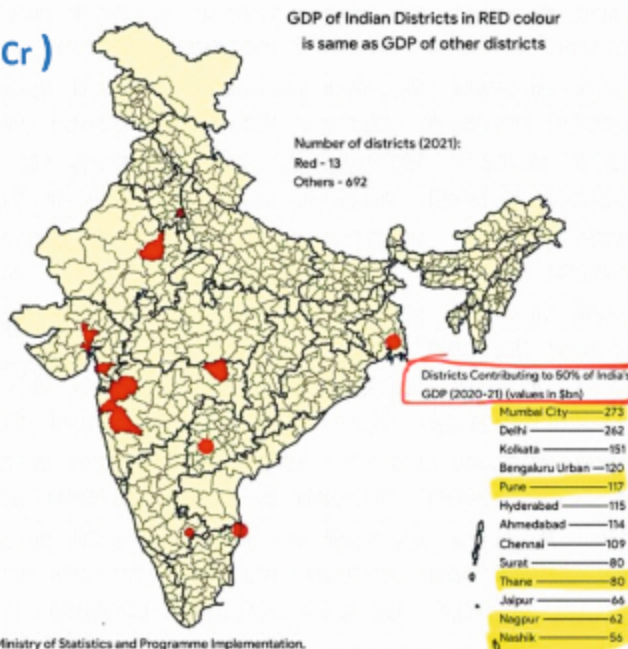 Cr )
GDP of Indian Districts in RED colour
is same as GDP of other districts
Number of districts (2021):
Red - 13
Others - 692
Districts Contributing to 50% of India's
GDP (2020-21) (values in $bn)
Mumbai City 273
Delhi 262
Kolkata 151
Bengaluru Urban 120
Pune 117
Hyderabad 115
Ahmedabad 114
Chennai 109
Surat 80
Thane 80
Jaipur 66
Nagpur 62
Nashik 56
Ministry of Statistics and Programme Implementation.